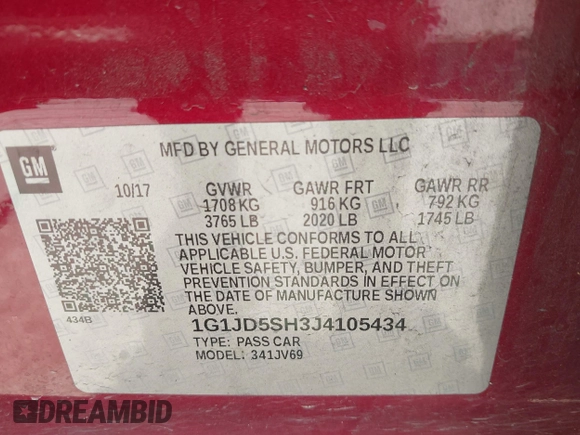 GM
MFD BY GENERAL MOTORS LLC
10/17 GVWR GAWR FRT GAWR RR
1708 KG 916 KG 792 KG
3765 LB 2020 LB 1745 LB
THIS VEHICLE CONFORMS TO ALL
APPLICABLE U.S. FEDERAL MOTOR
VEHICLE SAFETY, BUMPER, AND THEFT
PREVENTION STANDARDS IN EFFECT ON
THE DATE OF MANUFACTURE SHOWN
ABOVE.
434B
1G1JD5SH3J4105434
TYPE: PASS CAR
MODEL: 341JV69
DREAMBID